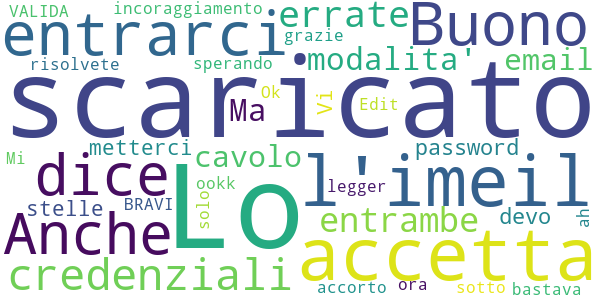 VALIDA incoraggiamento errate Buono
entrarci grazie
risolvete sperando modalita' email
scaricato
Ok Ma Vi Edit
metterci cavolo password
Mi dice Lo l'imeil
ookk legger
stelle BRAVI solo entrambe devo ah
Anche accetta
credenziali accorto ora sotto bastava